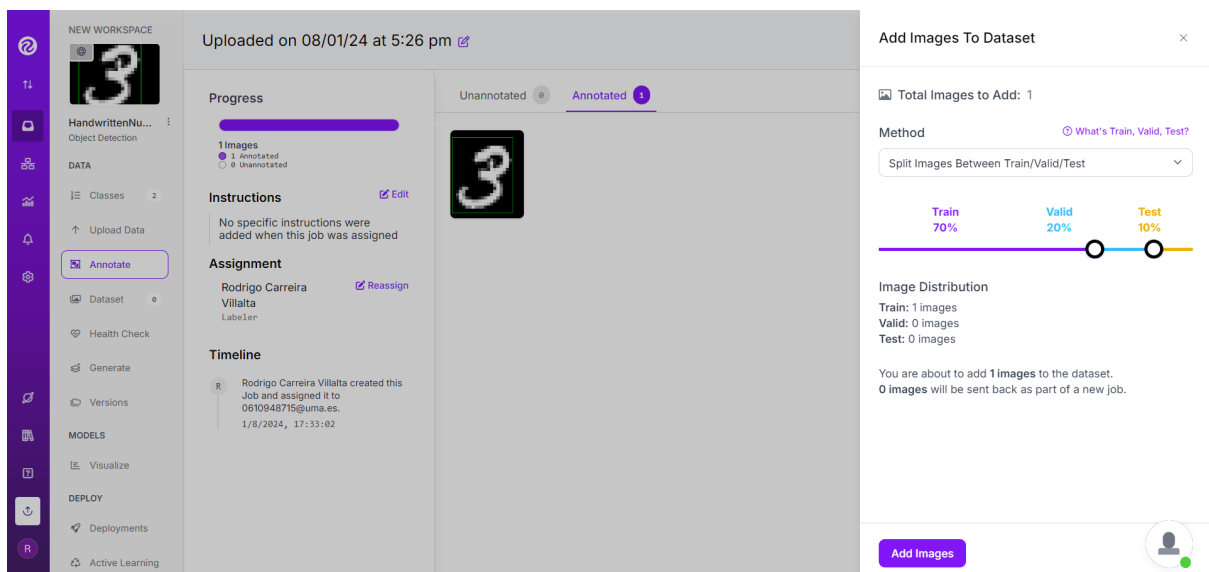 NEW WORKSPACE
HandwrittenNu...
Object Detection
DATA
Classes 2
Upload Data
Annotate
Dataset 0
Health Check
Generate
Versions
MODELS
Visualize
DEPLOY
Deployments
Active Learning
R
Uploaded on 08/01/24 at 5:26 pm
Progress
1 Images
1 Annotated
0 Unannotated
Instructions
Edit
No specific instructions were
added when this job was assigned
Assignment
Rodrigo Carreira
Villalta
Reassign
Labeler
Timeline
R
Rodrigo Carreira Villalta created this
Job and assigned it to
0610948715@uma.es.
1/8/2024, 17:33:02
Unannotated 0
Annotated 1
3
Add Images To Dataset
Total Images to Add: 1
Method
What's Train, Valid, Test?
Split Images Between Train/Valid/Test
Train Valid Test
70% 20% 10%
Image Distribution
Train: 1 images
Valid: 0 images
Test: 0 images
You are about to add 1 images to the dataset.
0 images will be sent back as part of a new job.
Add Images